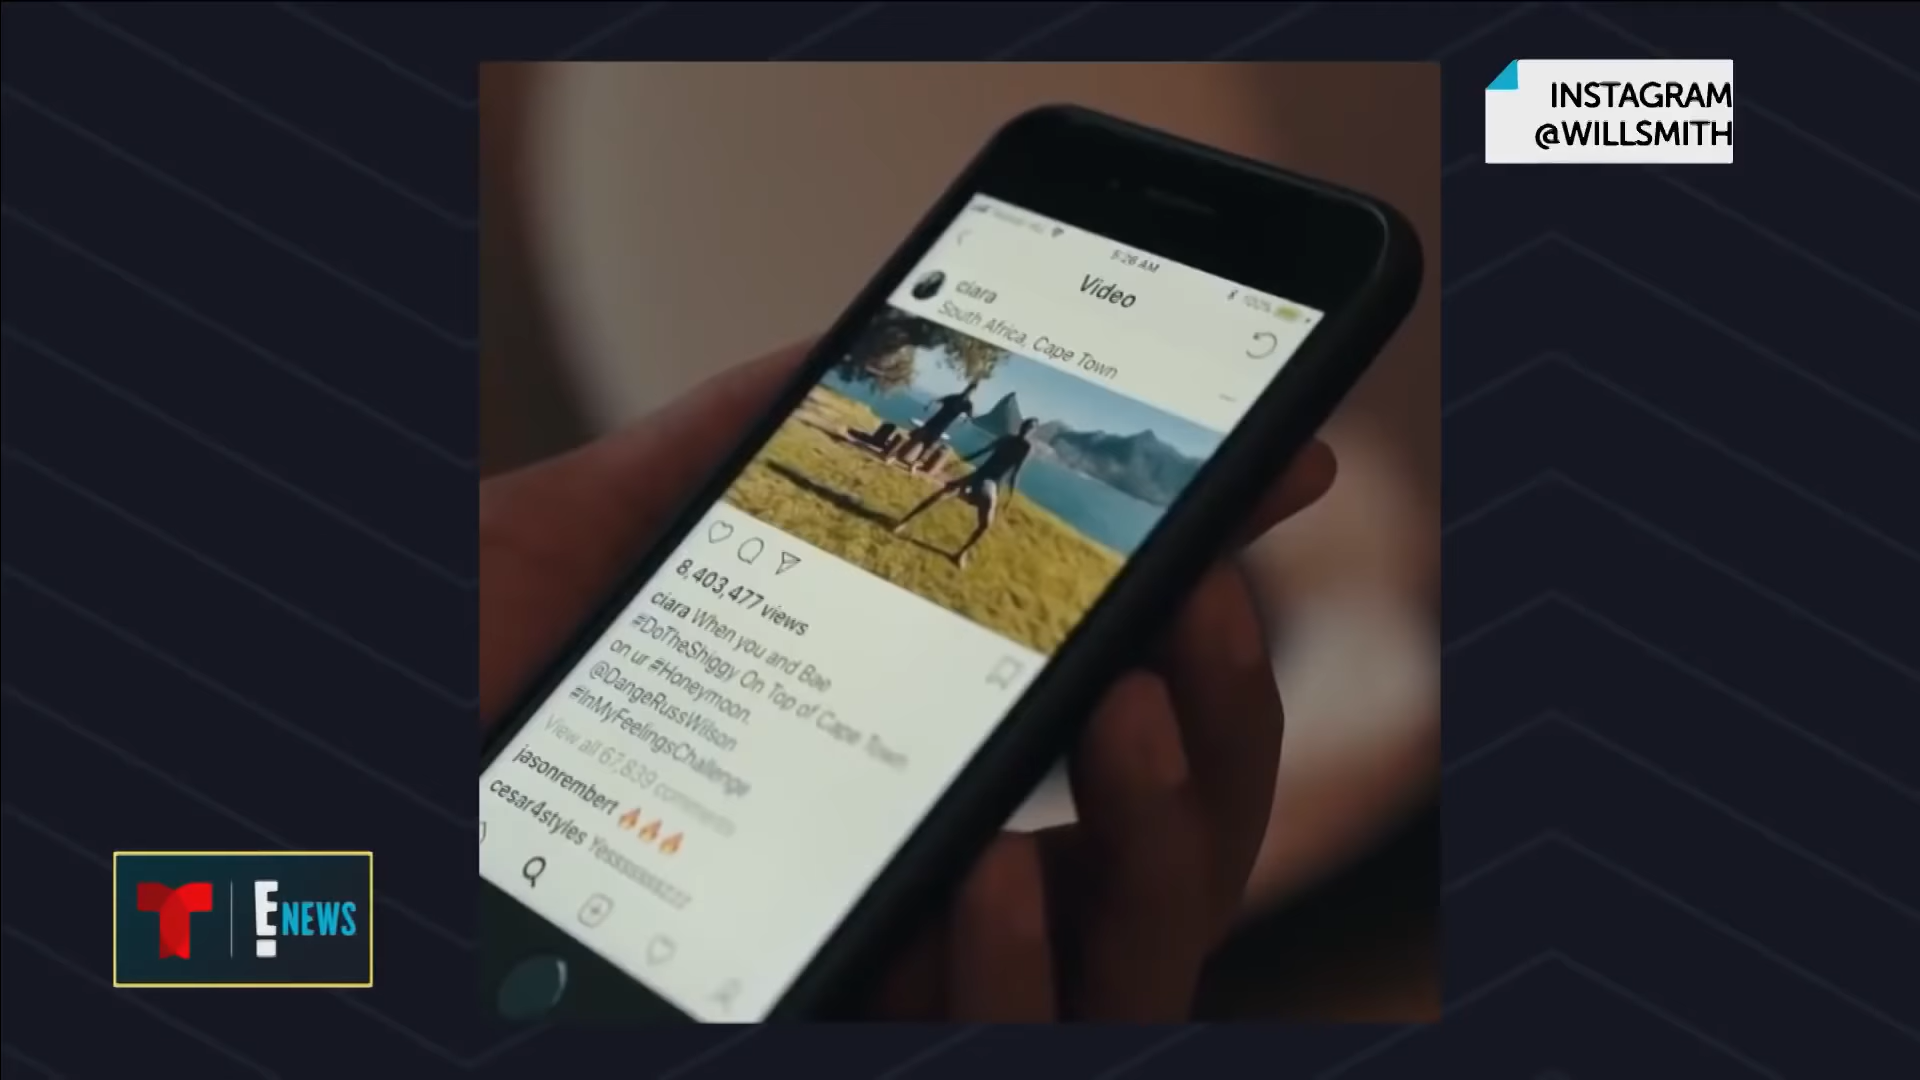 INSTAGRAM
@WILLSMITH
5:26 AM
100%
Video
ciara
South Africa, Cape Town
8,403,477 views
ciara When you and Bae
#DoTheShiggy On Top of Cape Town
on ur #Honeymoon.
@DangeRussWilson
#InMyFeelingsChallenge
View all 67,839 comments
jasonrembert 🔥🔥🔥
cesar4styles
E! NEWS